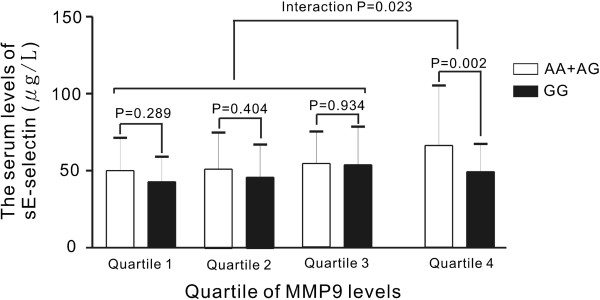 Interaction P=0.023
The serum levels of
sE-selectin (μg/L)
150
100
50
0
P=0.289
P=0.404
P=0.934
P=0.002
AA+AG
GG
Quartile 1
Quartile 2
Quartile 3
Quartile 4
Quartile of MMP9 levels